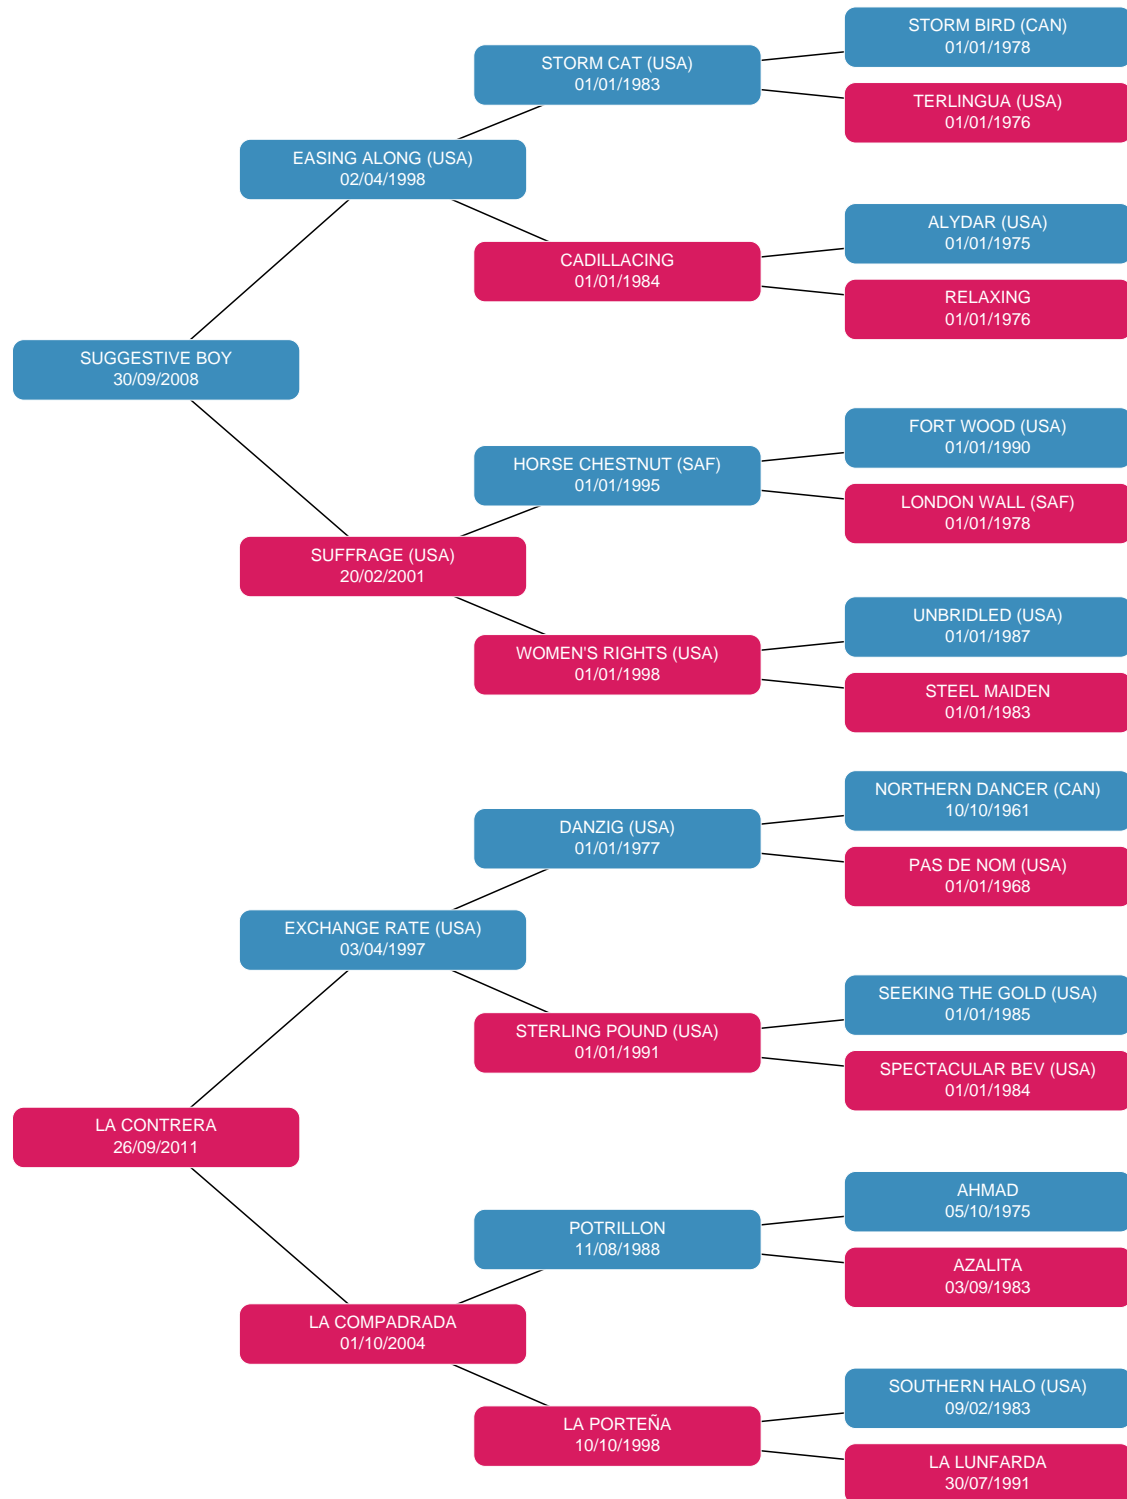 STORM BIRD (CAN)
01/01/1978
STORM CAT (USA)
01/01/1983
TERLINGUA (USA)
01/01/1976
EASING ALONG (USA)
02/04/1998
ALYDAR (USA)
01/01/1975
CADILLACING
01/01/1984
RELAXING
01/01/1976
SUGGESTIVE BOY
30/09/2008
FORT WOOD (USA)
01/01/1990
HORSE CHESTNUT (SAF)
01/01/1995
LONDON WALL (SAF)
01/01/1978
SUFFRAGE (USA)
20/02/2001
UNBRIDLED (USA)
01/01/1987
WOMEN'S RIGHTS (USA)
01/01/1998
STEEL MAIDEN
01/01/1983
NORTHERN DANCER (CAN)
10/10/1961
DANZIG (USA)
01/01/1977
PAS DE NOM (USA)
01/01/1968
EXCHANGE RATE (USA)
03/04/1997
SEEKING THE GOLD (USA)
01/01/1985
STERLING POUND (USA)
01/01/1991
SPECTACULAR BEV (USA)
01/01/1984
LA CONTRERA
26/09/2011
AHMAD
05/10/1975
POTRILLON
11/08/1988
AZALITA
03/09/1983
LA COMPADRADA
01/10/2004
SOUTHERN HALO (USA)
09/02/1983
LA PORTEÑA
10/10/1998
LA LUNFARDA
30/07/1991